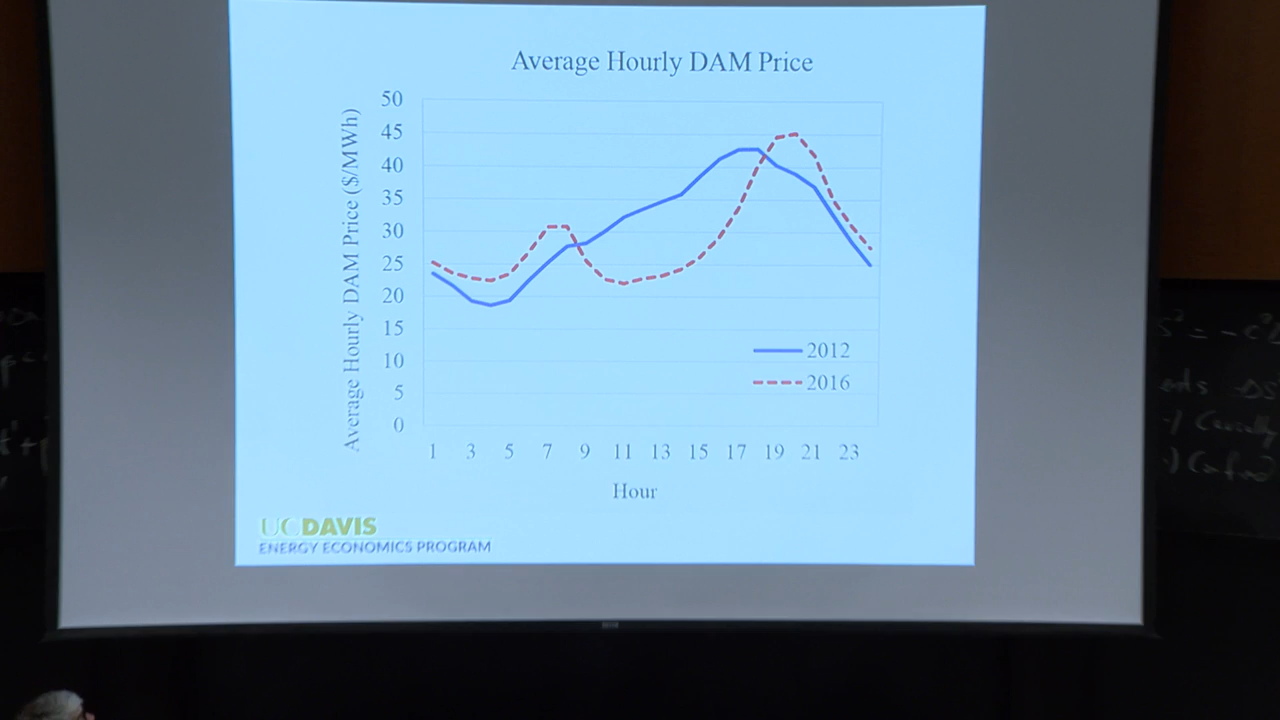 Average Hourly DAM Price
Average Hourly DAM Price ($/MWh)
50
45
40
35
30
25
20
15
10
5
0
2012
2016
1 3 5 7 9 11 13 15 17 19 21 23
Hour
UCDAVIS
ENERGY ECONOMICS PROGRAM